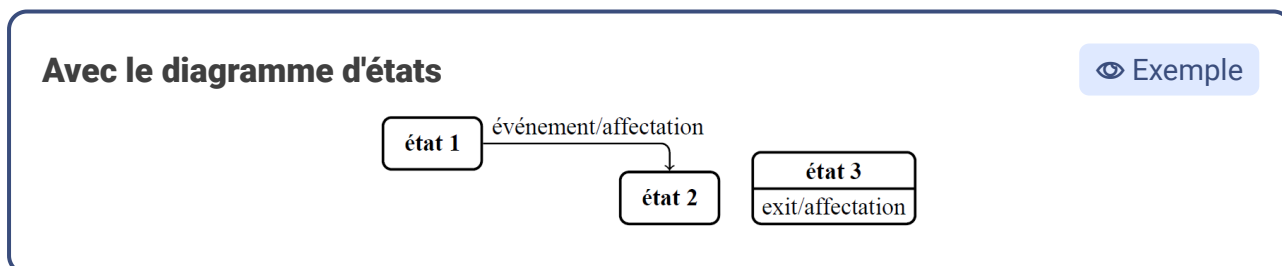 Avec le diagramme d'états
Exemple
événement/affectation
état 1
état 3
état 2
exit/affectation